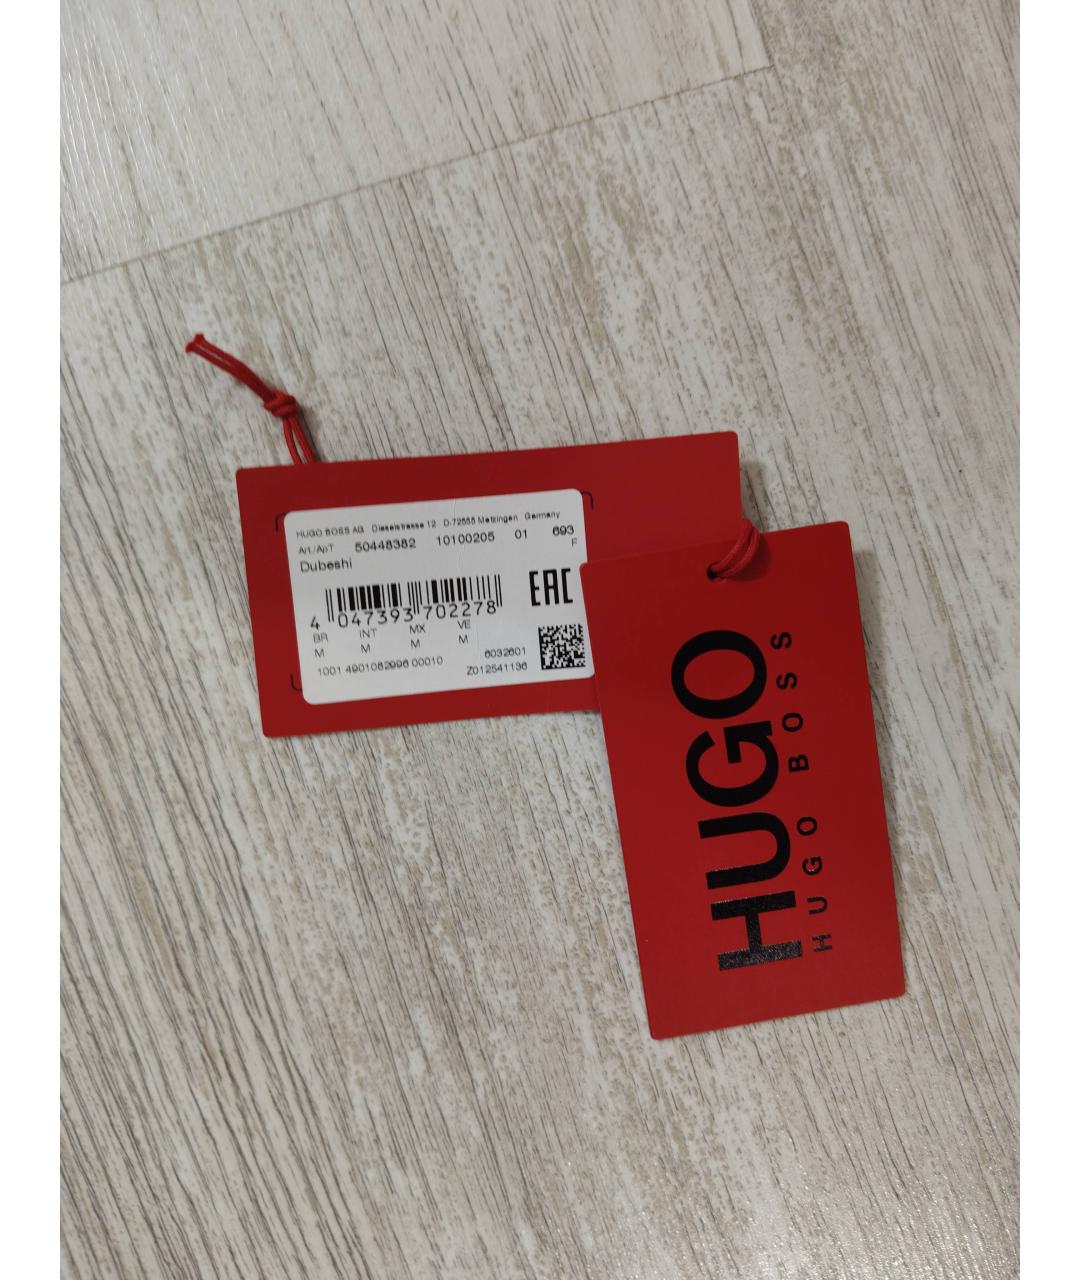 HUGO BOSS AG Dieselstrasse 12 D-72555 Metzingen Germany
Art./Арт 50448382 10100205 01 693
F
Dubeshi
EAC
4 047393 702278
BR INT MX VE
M M M M
1001 4901082996 00010 6032601
Z012541136
HUGO
HUGO BOSS